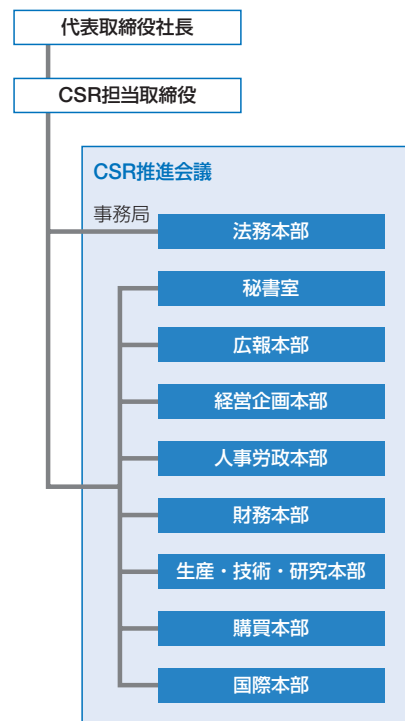 代表取締役社長
CSR担当取締役
CSR推進会議
事務局
法務本部
秘書室
広報本部
経営企画本部
人事労政本部
財務本部
生産・技術・研究本部
購買本部
国際本部